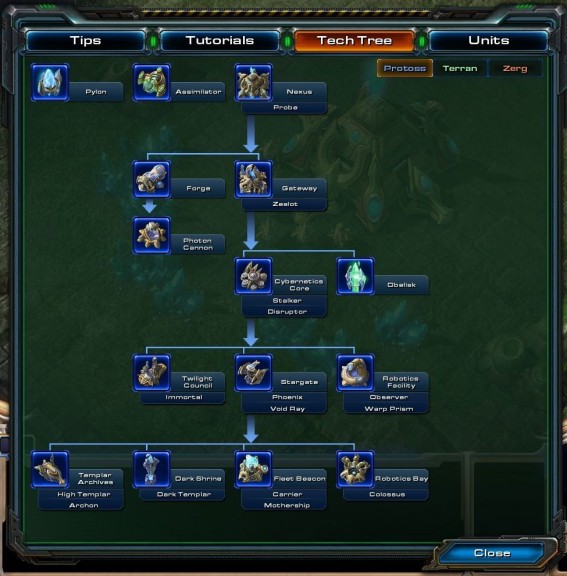 Tips
Tutorials
Tech Tree
Units
Protoss
Terran
Zerg
Pylon
Assimilator
Nexus
Probe
Forge
Gateway
Zealot
Photon
Cannon
Cybernetics
Core
Stalker
Disruptor
Obelisk
Twilight
Council
Immortal
Stargate
Phoenix
Void Ray
Robotics
Facility
Observer
Warp Prism
Templar
Archives
High Templar
Archon
Dark Shrine
Dark Templar
Fleet Beacon
Carrier
Mothership
Robotics Bay
Colossus
Close